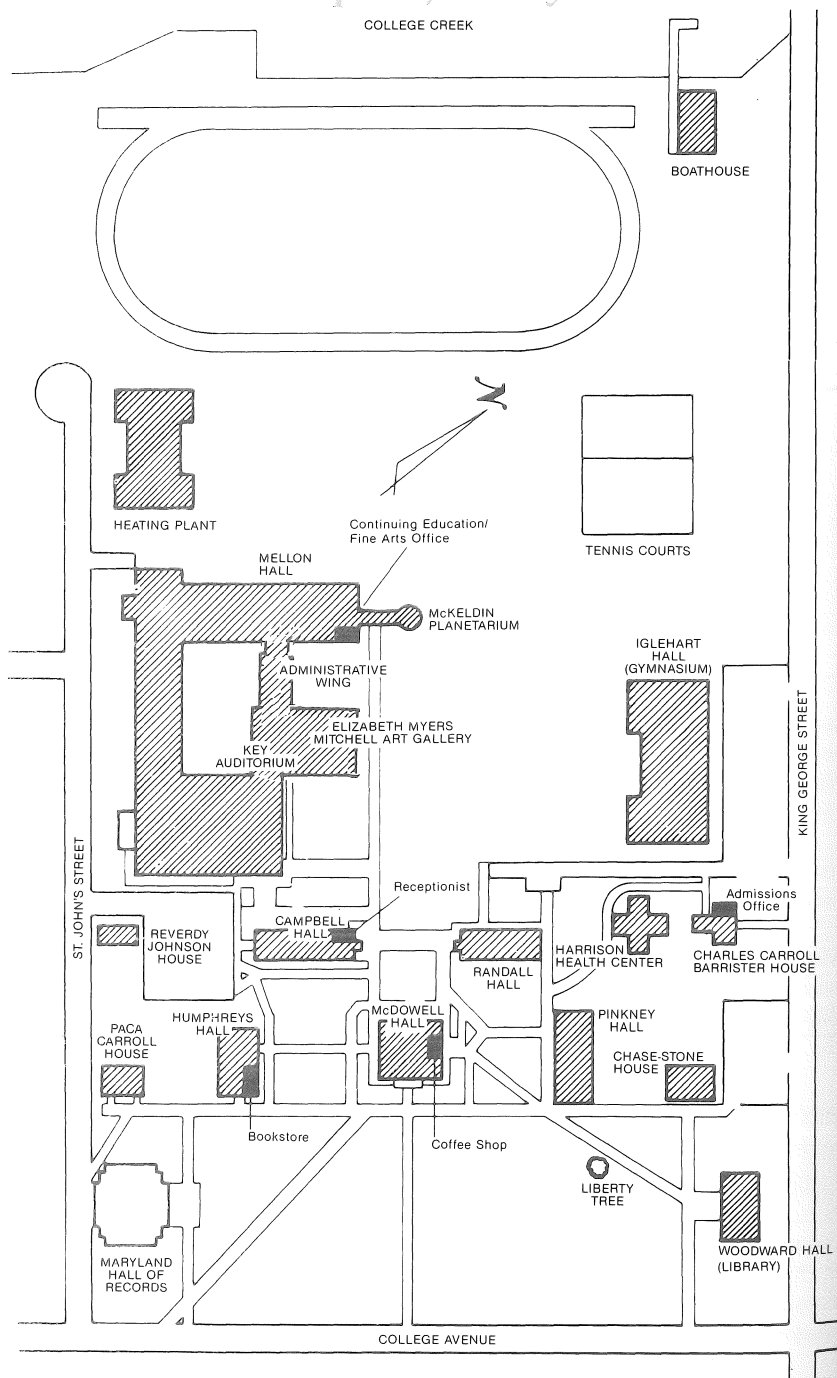 COLLEGE CREEK
BOATHOUSE
N
HEATING PLANT
Continuing Education/
Fine Arts Office
TENNIS COURTS
MELLON
HALL
McKELDIN
PLANETARIUM
IGLEHART
HALL
(GYMNASIUM)
ADMINISTRATIVE
WING
ELIZABETH MYERS
MITCHELL ART GALLERY
KEY
AUDITORIUM
KING GEORGE STREET
ST. JOHN'S STREET
Receptionist
Admissions
Office
CAMPBELL
HALL
REVERDY
JOHNSON
HOUSE
RANDALL
HALL
HARRISON
HEALTH CENTER
CHARLES CARROLL
BARRISTER HOUSE
PACA
CARROLL
HOUSE
HUMPHREYS
HALL
McDOWELL
HALL
PINKNEY
HALL
CHASE-STONE
HOUSE
Bookstore
Coffee Shop
LIBERTY
TREE
MARYLAND
HALL OF
RECORDS
WOODWARD HALL
(LIBRARY)
COLLEGE AVENUE